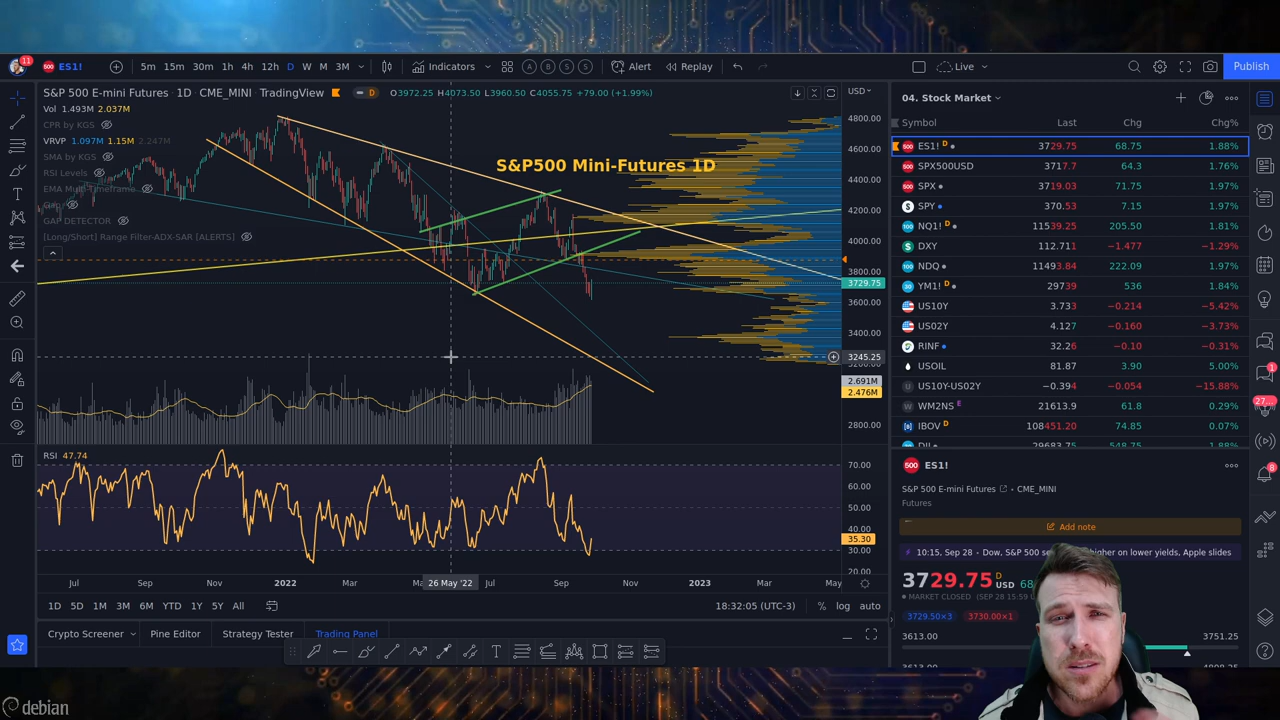 11
ES1!
5m 15m 30m 1h 4h 12h D W M 3M
Indicators
A B S S
Alert
Replay
Live
Publish
S&P 500 E-mini Futures · 1D · CME_MINI TradingView
D
O3972.25 H4073.50 L3960.50 C4055.75 +79.00 (+1.99%)
USD
Vol 1.493M 2.037M
CPR by KGS
VRVP 1.097M 1.15M 2.247M
SMA by KGS
RSI Levels
GAP DETECTOR
[Long/Short] Range Filter-ADX-SAR [ALERTS]
S&P500 Mini-Futures 1D
4800.00
4600.00
4400.00
4200.00
4000.00
3800.00
3729.75
3600.00
3400.00
3245.25
2.691M
2.476M
2800.00
RSI 47.74
70.00
60.00
50.00
40.00
35.30
30.00
20.00
Jul Sep Nov 2022 Mar 26 May '22 Jul Sep Nov 2023 Mar May
1D 5D 1M 3M 6M YTD 1Y 5Y All
18:32:05 (UTC-3) % log auto
Crypto Screener Pine Editor Strategy Tester Trading Panel
04. Stock Market
Symbol Last Chg Chg%
ES1! D 3729.75 68.75 1.88%
SPX500USD 3717.7 64.3 1.76%
SPX 3719.03 71.75 1.97%
SPY 370.53 7.15 1.97%
NQ1! D 11539.25 205.50 1.81%
DXY 112.711 -1.477 -1.29%
NDQ 11493.84 222.09 1.97%
YM1! D 29739 536 1.84%
US10Y 3.733 -0.214 -5.42%
US02Y 4.127 -0.160 -3.73%
RINF 32.26 -0.10 -0.31%
USOIL 81.87 3.90 5.00%
US10Y-US02Y -0.394 -0.054 -15.88%
WM2NS E 21613.9 61.8 0.29%
IBOV D 108451.20 74.85 0.07%
1
27...
8
500 ES1!
S&P 500 E-mini Futures · CME_MINI
Futures
Add note
10:15, Sep 28 - Dow, S&P 500 higher on lower yields, Apple slides
3729.75 D USD
MARKET CLOSED
3729.50×3 3730.00×1
3613.00 3751.25
debian